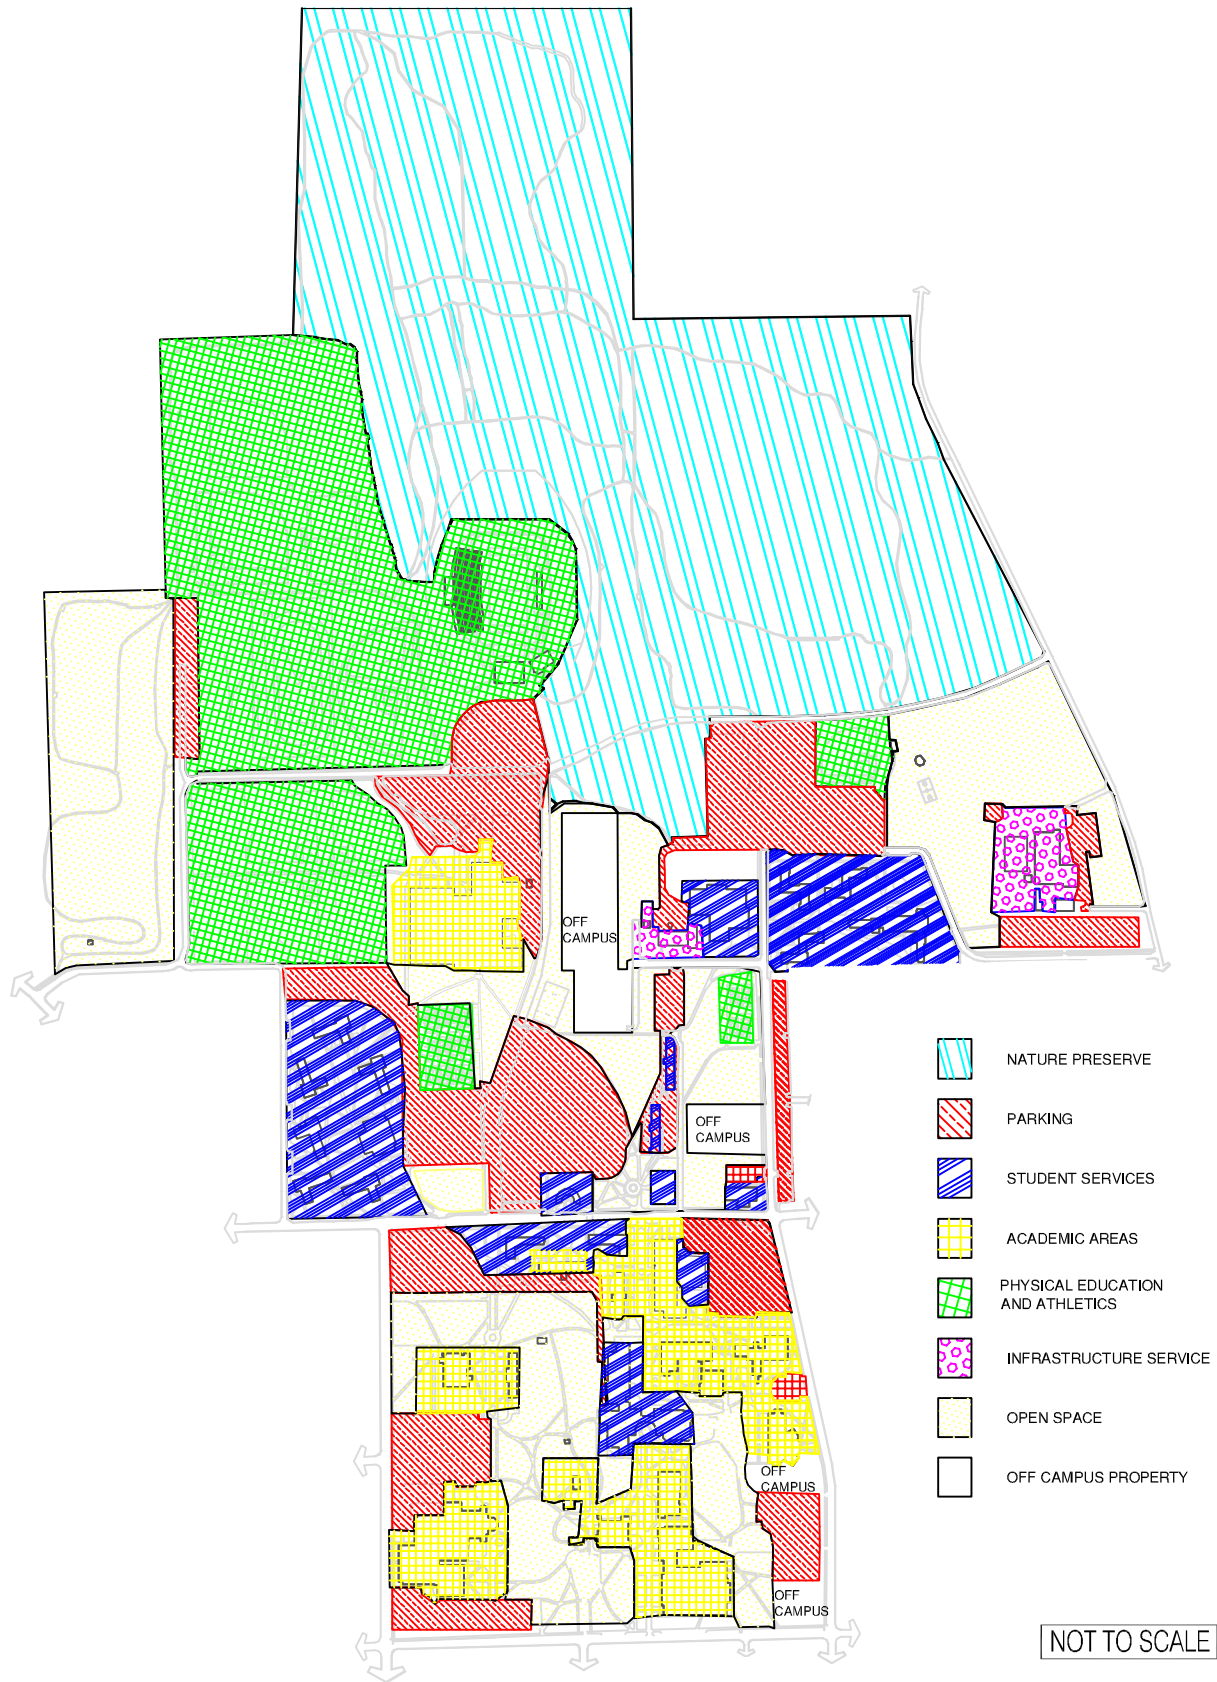 OFF
CAMPUS
OFF
CAMPUS
OFF
CAMPUS
OFF
CAMPUS
NATURE PRESERVE
PARKING
STUDENT SERVICES
ACADEMIC AREAS
PHYSICAL EDUCATION
AND ATHLETICS
INFRASTRUCTURE SERVICE
OPEN SPACE
OFF CAMPUS PROPERTY
NOT TO SCALE